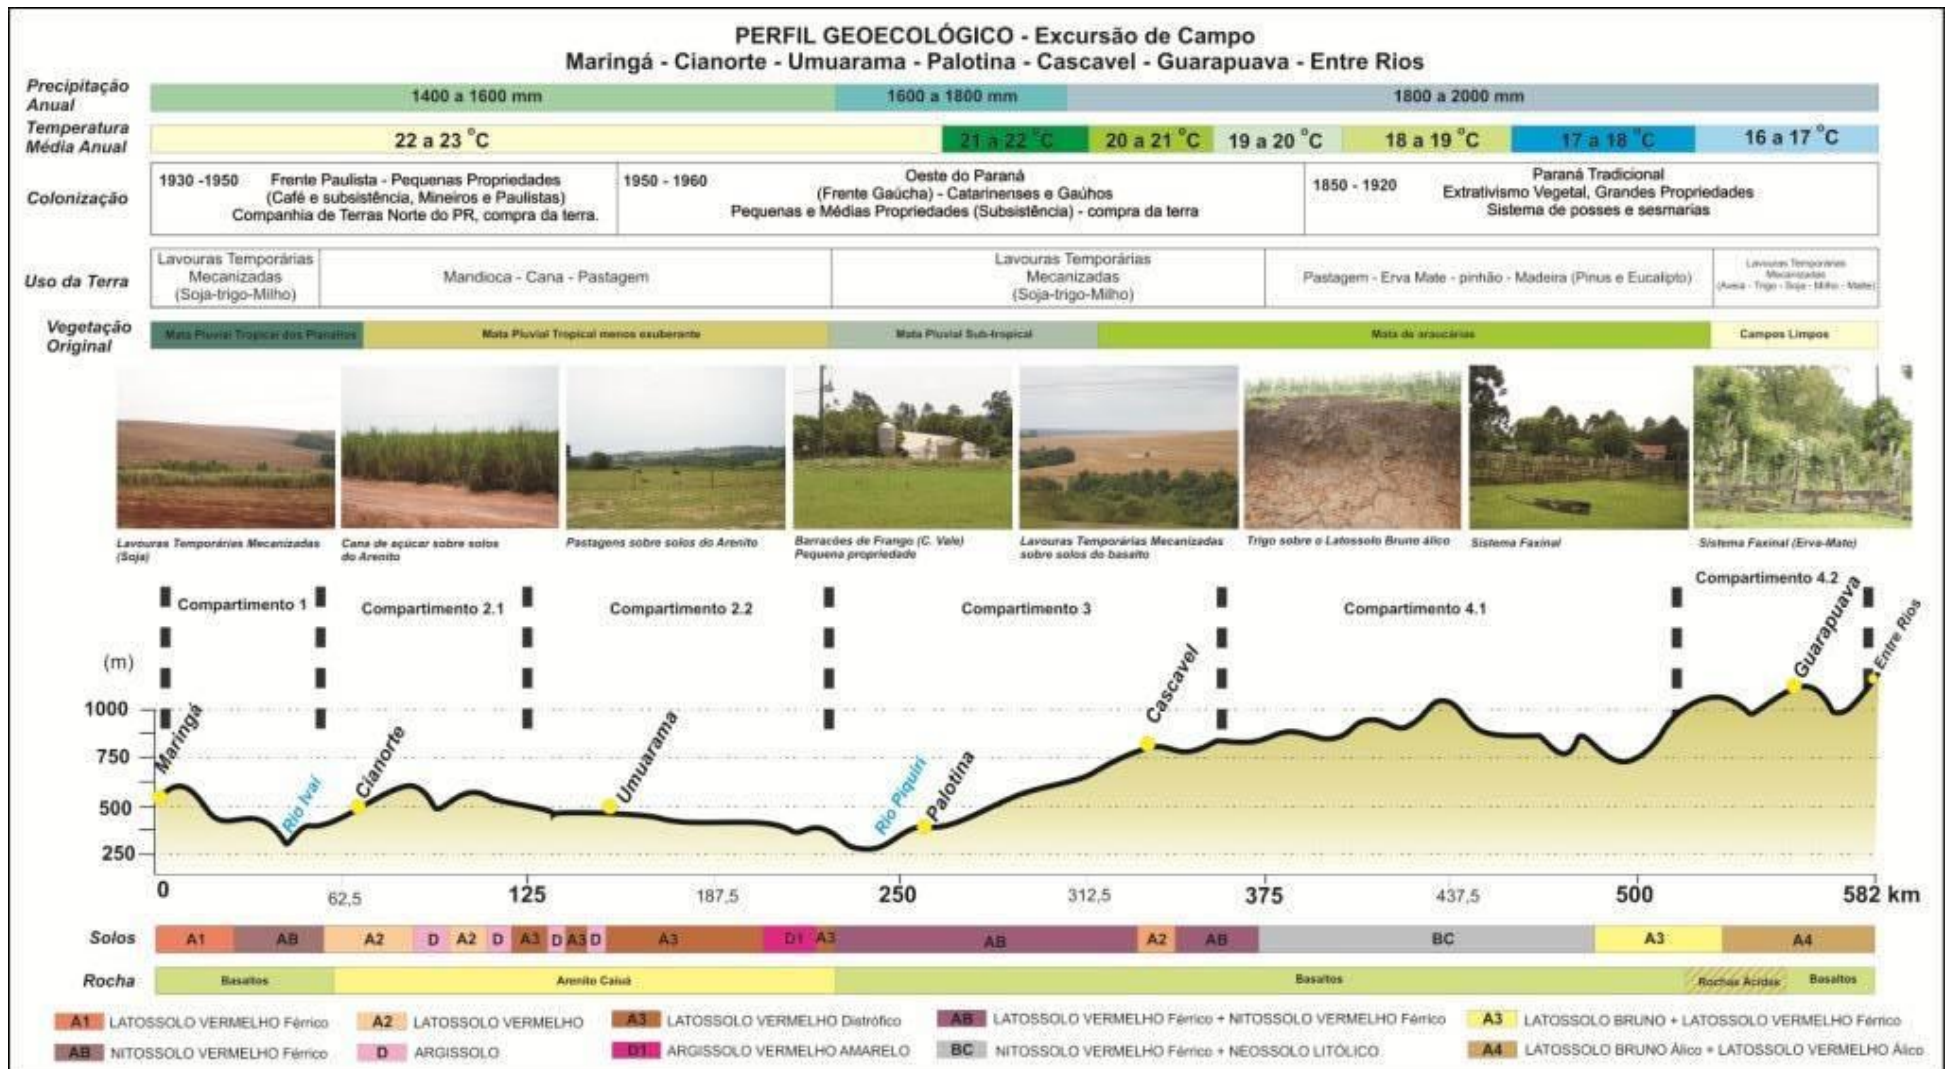 PERFIL GEOECOLÓGICO - Excursão de Campo
Maringá - Cianorte - Umuarama - Palotina - Cascavel - Guarapuava - Entre Rios
Precipitação
Anual
1400 a 1600 mm
1600 a 1800 mm
1800 a 2000 mm
Temperatura
Média Anual
22 a 23 °C
21 a 22 °C
20 a 21 °C
19 a 20 °C
18 a 19 °C
17 a 18 °C
16 a 17 °C
Colonização
1930 -1950
Frente Paulista - Pequenas Propriedades
(Café e subsistência, Mineiros e Paulistas)
Companhia de Terras Norte do PR, compra da terra.
1950 - 1960
Oeste do Paraná
(Frente Gaúcha) - Catarinenses e Gaúhos
Pequenas e Médias Propriedades (Subsistência) - compra da terra
1850 - 1920
Paraná Tradicional
Extrativismo Vegetal, Grandes Propriedades
Sistema de posses e sesmarias
Uso da Terra
Lavouras Temporárias
Mecanizadas
(Soja-trigo-Milho)
Mandioca - Cana - Pastagem
Lavouras Temporárias
Mecanizadas
(Soja-trigo-Milho)
Pastagem - Erva Mate - pinhão - Madeira (Pinus e Eucalipto)
Lavouras Temporárias
Mecanizadas
(Aveia - Trigo - Soja - Milho - Malte)
Vegetação
Original
Mata Pluvial Tropical dos Planaltos
Mata Pluvial Tropical menos exuberante
Mata Pluvial Sub-tropical
Mata de araucárias
Campos Limpos
Lavouras Temporárias Mecanizadas
(Soja)
Cana de açúcar sobre solos
do Arenito
Pastagens sobre solos do Arenito
Barracões de Frango (C. Vale)
Pequena propriedade
Lavouras Temporárias Mecanizadas
sobre solos do basalto
Trigo sobre o Latossolo Bruno álico
Sistema Faxinal
Sistema Faxinal (Erva-Mate)
Compartimento 1
Compartimento 2.1
Compartimento 2.2
Compartimento 3
Compartimento 4.1
Compartimento 4.2
(m)
1000
750
500
250
Maringá
Rio Ivaí
Cianorte
Umuarama
Rio Piquiri
Palotina
Cascavel
Guarapuava
Entre Rios
0
62,5
125
187,5
250
312,5
375
437,5
500
582 km
Solos
A1
AB
A2
D
A2
D
A3
D
A3
D
A3
D1
A3
AB
A2
AB
BC
A3
A4
Rocha
Basaltos
Arenito Caiuá
Basaltos
Rochas Ácidas
Basaltos
A1 LATOSSOLO VERMELHO Férrico
A2 LATOSSOLO VERMELHO
A3 LATOSSOLO VERMELHO Distrófico
AB LATOSSOLO VERMELHO Férrico + NITOSSOLO VERMELHO Férrico
A3 LATOSSOLO BRUNO + LATOSSOLO VERMELHO Férrico
AB NITOSSOLO VERMELHO Férrico
D ARGISSOLO
D1 ARGISSOLO VERMELHO AMARELO
BC NITOSSOLO VERMELHO Férrico + NEOSSOLO LITÓLICO
A4 LATOSSOLO BRUNO Álico + LATOSSOLO VERMELHO Álico